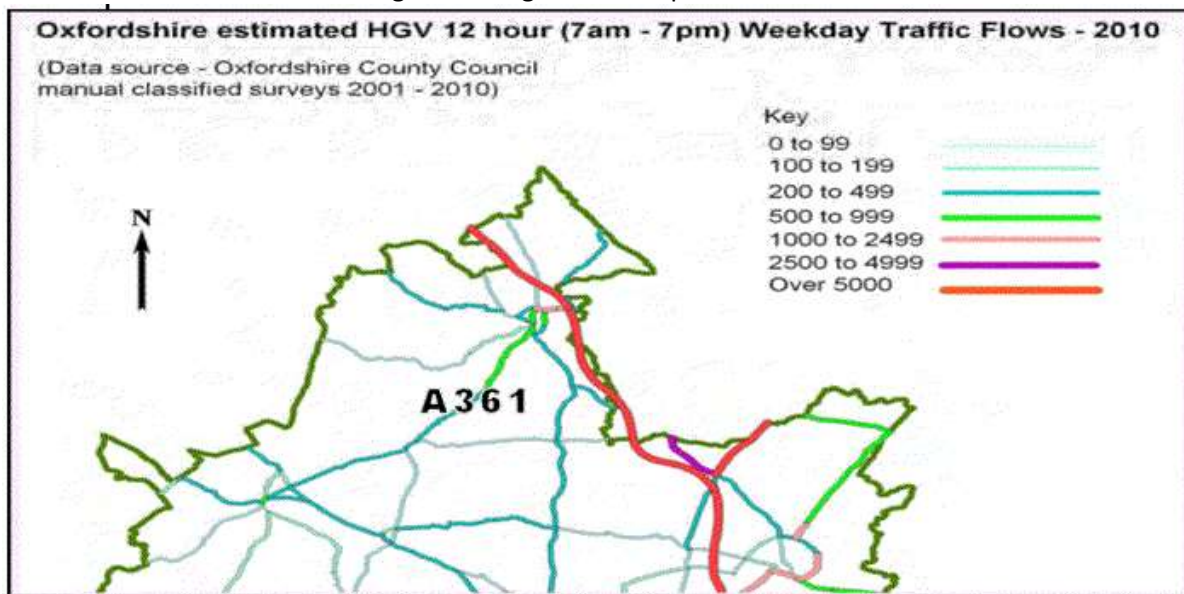 Oxfordshire estimated HGV 12 hour (7am - 7pm) Weekday Traffic Flows - 2010
(Data source - Oxfordshire County Council
manual classified surveys 2001 - 2010)
Key
0 to 99
100 to 199
200 to 499
500 to 999
1000 to 2499
2500 to 4999
Over 5000
N
A361